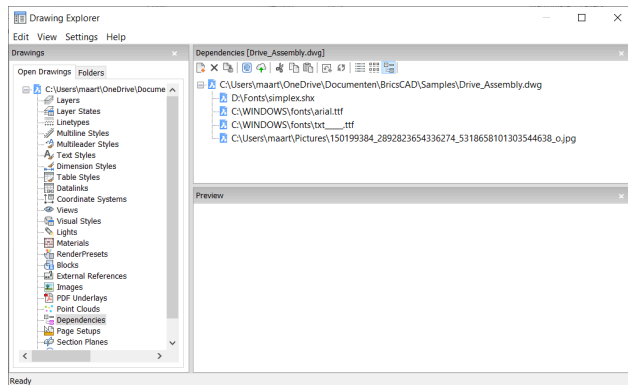 Drawing Explorer
Edit View Settings Help
Drawings
Open Drawings Folders
C:\Users\maart\OneDrive\Docume
Layers
Layer States
Linetypes
Multiline Styles
Multileader Styles
Text Styles
Dimension Styles
Table Styles
Datalinks
Coordinate Systems
Views
Visual Styles
Lights
Materials
RenderPresets
Blocks
External References
Images
PDF Underlays
Point Clouds
Dependencies
Page Setups
Section Planes
Dependencies [Drive_Assembly.dwg]
C:\Users\maart\OneDrive\Documenten\BricsCAD\Samples\Drive_Assembly.dwg
D:\Fonts\simplex.shx
C:\WINDOWS\fonts\arial.ttf
C:\WINDOWS\fonts\txt____.ttf
C:\Users\maart\Pictures\150199384_2892823654336274_5318658101303544638_o.jpg
Preview
Ready